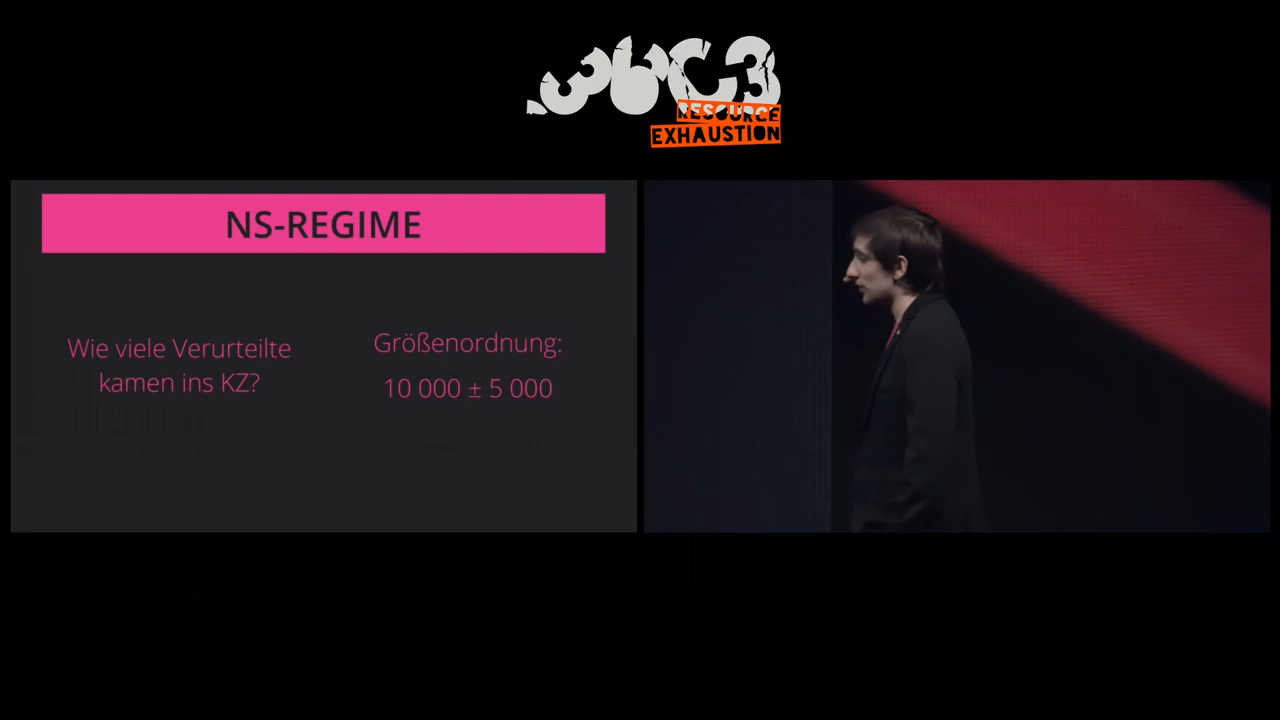 36C3
RESOURCE
EXHAUSTION
NS-REGIME
Wie viele Verurteilte
kamen ins KZ?
Größenordnung:
10 000 ± 5 000